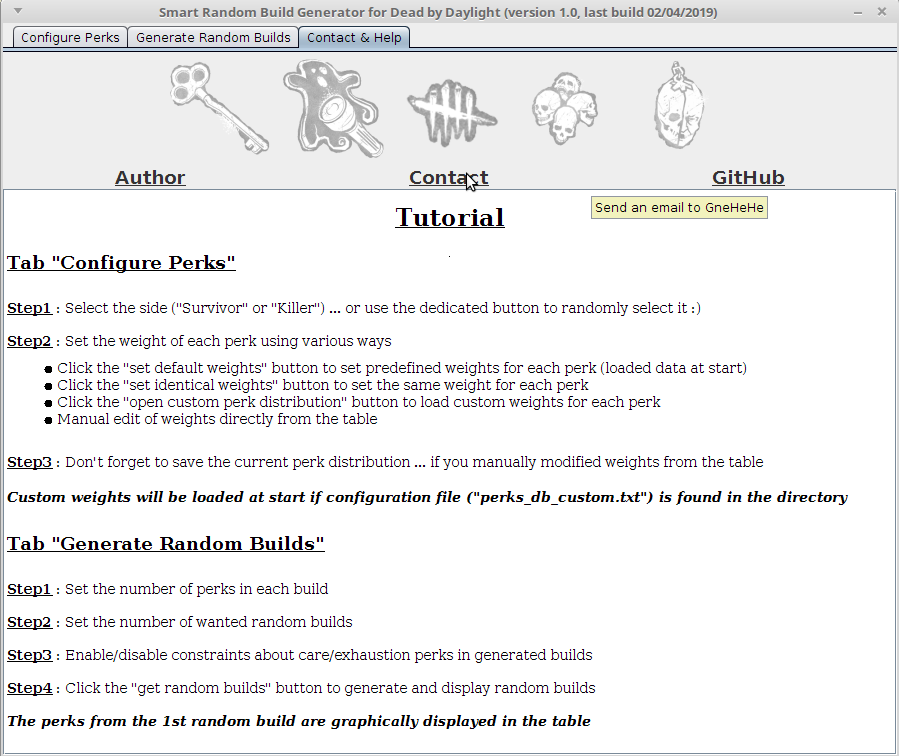 Smart Random Build Generator for Dead by Daylight (version 1.0, last build 02/04/2019)
Configure Perks Generate Random Builds Contact & Help
Author Contact GitHub
Send an email to GneHeHe
Tutorial
Tab "Configure Perks"
Step1 : Select the side ("Survivor" or "Killer") ... or use the dedicated button to randomly select it :)
Step2 : Set the weight of each perk using various ways
● Click the "set default weights" button to set predefined weights for each perk (loaded data at start)
● Click the "set identical weights" button to set the same weight for each perk
● Click the "open custom perk distribution" button to load custom weights for each perk
● Manual edit of weights directly from the table
Step3 : Don't forget to save the current perk distribution ... if you manually modified weights from the table
Custom weights will be loaded at start if configuration file ("perks_db_custom.txt") is found in the directory
Tab "Generate Random Builds"
Step1 : Set the number of perks in each build
Step2 : Set the number of wanted random builds
Step3 : Enable/disable constraints about care/exhaustion perks in generated builds
Step4 : Click the "get random builds" button to generate and display random builds
The perks from the 1st random build are graphically displayed in the table